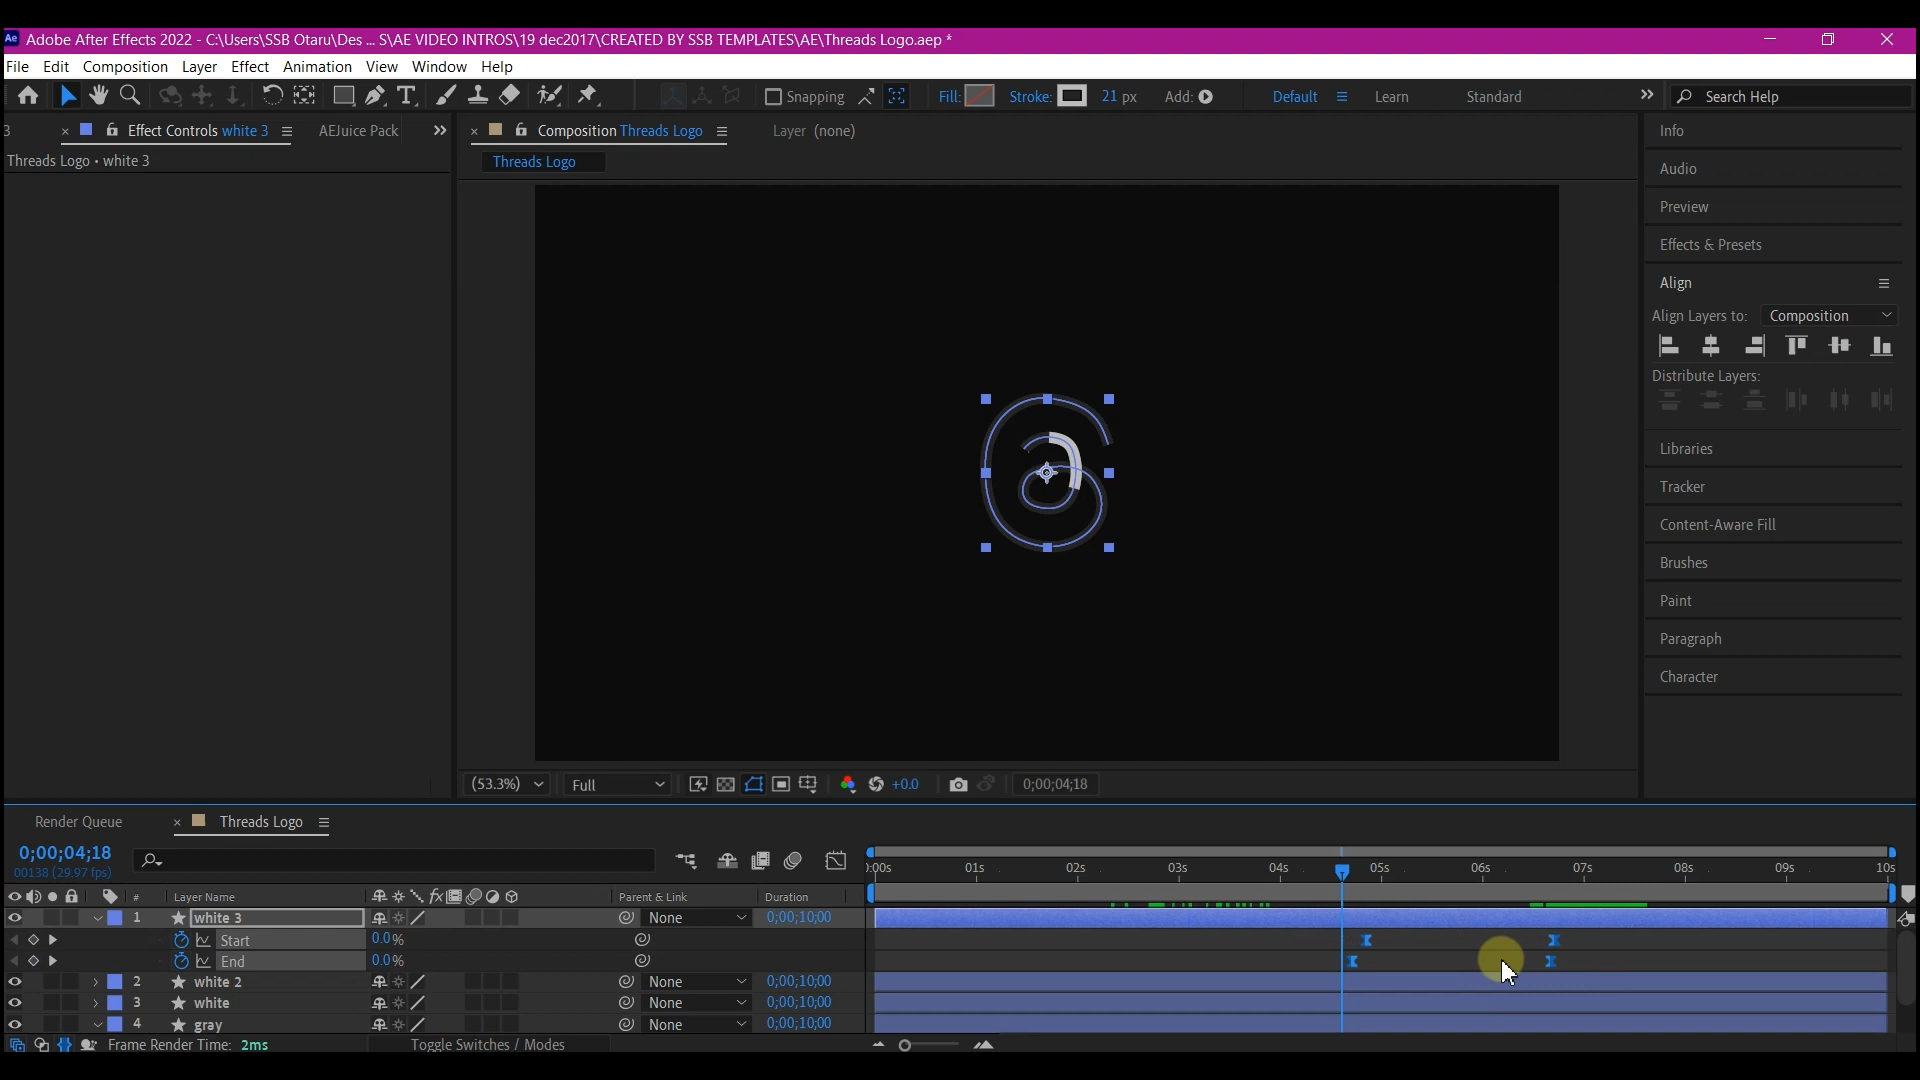 Ae Adobe After Effects 2022 - C:\Users\SSB Otaru\Des ... S\AE VIDEO INTROS\19 dec2017\CREATED BY SSB TEMPLATES\AE\Threads Logo.aep *
File Edit Composition Layer Effect Animation View Window Help
T Snapping Fill: Stroke: 21 px Add: Default Learn Standard Search Help
3 × Effect Controls white 3 AEJuice Pack × Composition Threads Logo Layer (none) Info
Threads Logo • white 3 Threads Logo
Audio
Preview
Effects & Presets
Align
Align Layers to: Composition
Distribute Layers:
Libraries
Tracker
Content-Aware Fill
Brushes
Paint
Paragraph
Character
(53.3%) Full +0.0 0;00;04;18
Render Queue × Threads Logo
0;00;04;18
00138 (29.97 fps)
):00s 01s 02s 03s 04s 05s 06s 07s 08s 09s 10s
# Layer Name fx Parent & Link Duration
1 white 3 None 0;00;10;00
Start 0.0%
End 0.0%
2 white 2 None 0;00;10;00
3 white None 0;00;10;00
4 gray None 0;00;10;00
Frame Render Time: 2ms Toggle Switches / Modes